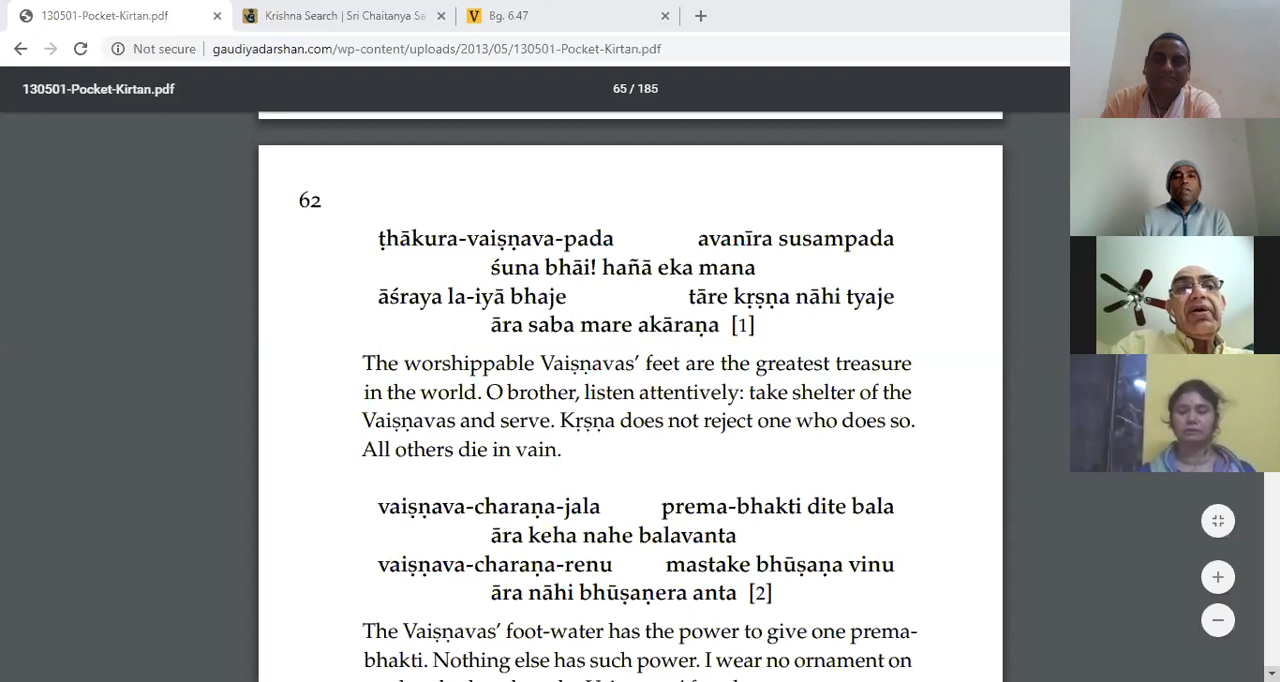 130501-Pocket-Kirtan.pdf
Krishna Search | Sri Chaitanya Sa
Bg. 6.47
Not secure
gaudiyadarshan.com/wp-content/uploads/2013/05/130501-Pocket-Kirtan.pdf
130501-Pocket-Kirtan.pdf
65 / 185
62
ṭhākura-vaiṣṇava-pada avanīra susampada
śuna bhāi! hañā eka mana
āśraya la-iyā bhaje tāre kṛṣṇa nāhi tyaje
āra saba mare akāraṇa [1]
The worshippable Vaiṣṇavas’ feet are the greatest treasure
in the world. O brother, listen attentively: take shelter of the
Vaiṣṇavas and serve. Kṛṣṇa does not reject one who does so.
All others die in vain.
vaiṣṇava-charaṇa-jala prema-bhakti dite bala
āra keha nahe balavanta
vaiṣṇava-charaṇa-renu mastake bhūṣaṇa vinu
āra nāhi bhūṣaṇera anta [2]
The Vaiṣṇavas’ foot-water has the power to give one prema-
bhakti. Nothing else has such power. I wear no ornament on